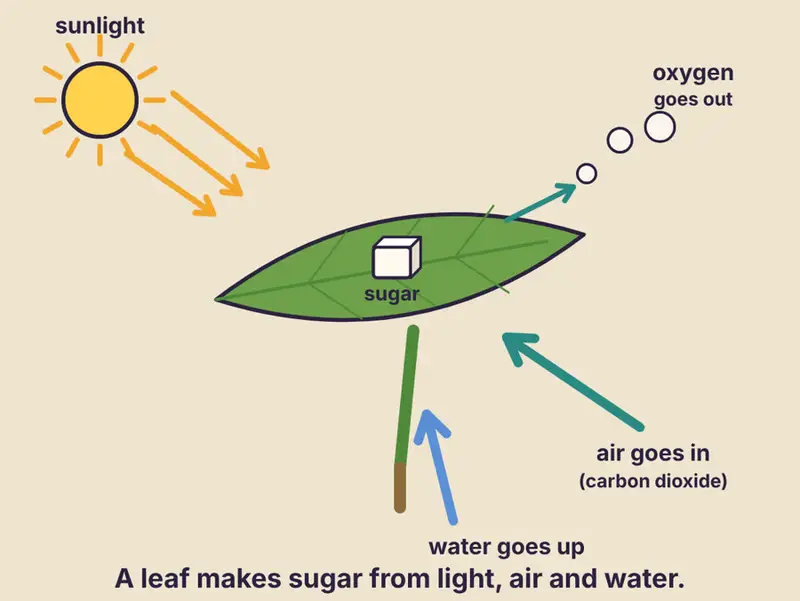 sunlight
oxygen
goes out
sugar
air goes in
(carbon dioxide)
water goes up
A leaf makes sugar from light, air and water.